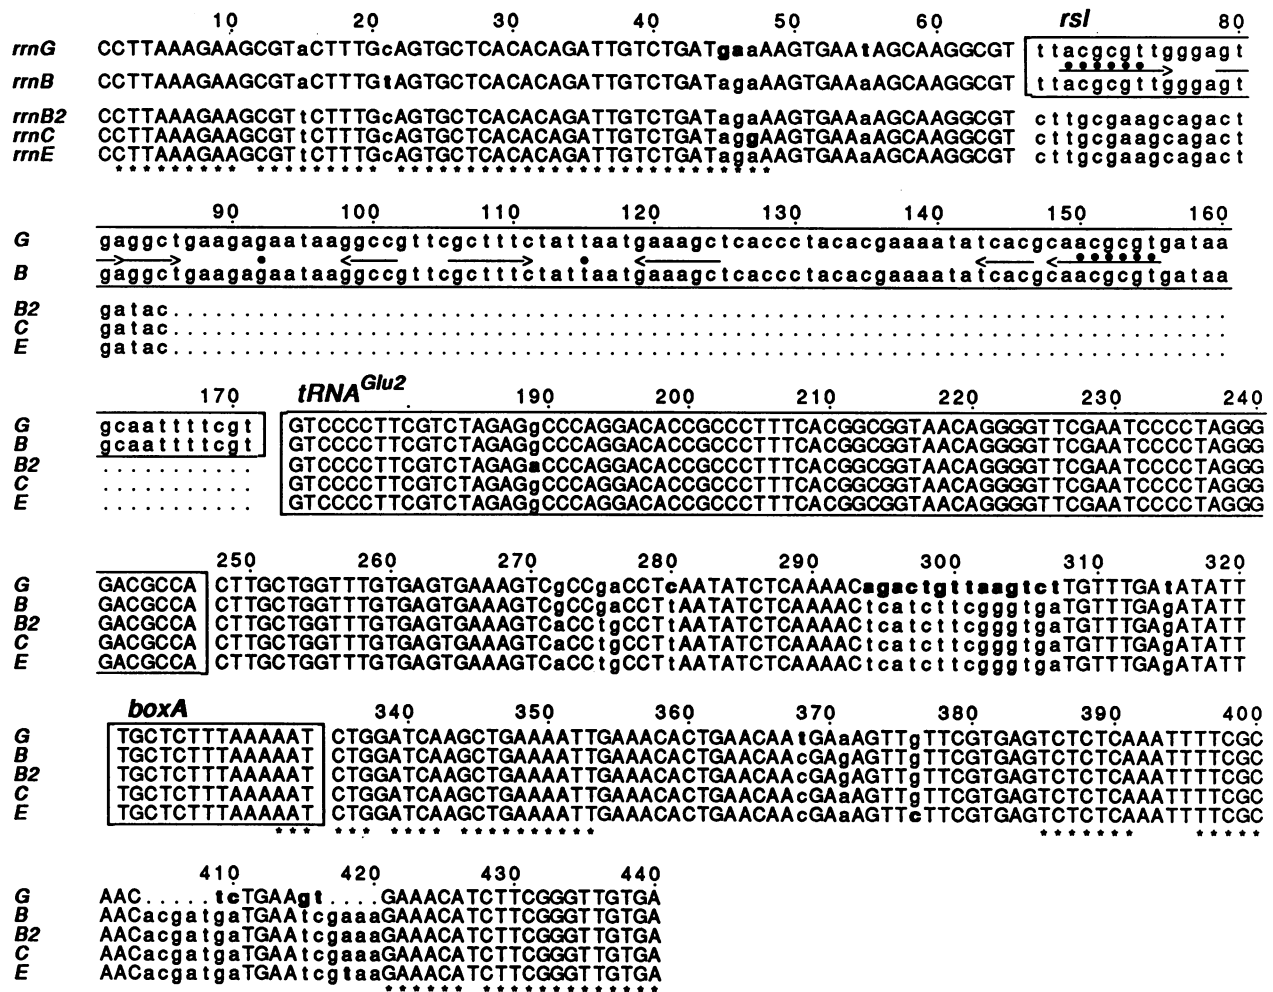 10 20 30 40 50 60 rsl 80
rrnG CCTTAAAGAAGCGTaCTTTGcAGTGCTCACACAGATTGTCTGATgaaAAGTGAAtAGCAAGGCGT ttacgcgttgggagt
rrnB CCTTAAAGAAGCGTaCTTTGtAGTGCTCACACAGATTGTCTGATagaAAGTGAAaAGCAAGGCGT ttacgcgttgggagt
rrnB2 CCTTAAAGAAGCGTtCTTTGcAGTGCTCACACAGATTGTCTGATagaAAGTGAAaAGCAAGGCGT cttgcgaagcagact
rrnC CCTTAAAGAAGCGTtCTTTGcAGTGCTCACACAGATTGTCTGATaggAAGTGAAaAGCAAGGCGT cttgcgaagcagact
rrnE CCTTAAAGAAGCGTtCTTTGcAGTGCTCACACAGATTGTCTGATagaAAGTGAAaAGCAAGGCGT cttgcgaagcagact
90 100 110 120 130 140 150 160
G gaggctgaagagaataaggccgttcgctttctattaatgaaagctcaccctacacgaaaatatcacgcaacgcgtgataa
B gaggctgaagagaataaggccgttcgctttctattaatgaaagctcaccctacacgaaaatatcacgcaacgcgtgataa
B2 gatac...........................................................................
C gatac...........................................................................
E gatac...........................................................................
170 tRNAGlu2 190 200 210 220 230 240
G gcaattttcgt GTCCCCTTCGTCTAGAGgCCCAGGACACCGCCCTTTCACGGCGGTAACAGGGGTTCGAATCCCCTAGGG
B gcaattttcgt GTCCCCTTCGTCTAGAGgCCCAGGACACCGCCCTTTCACGGCGGTAACAGGGGTTCGAATCCCCTAGGG
B2 ........... GTCCCCTTCGTCTAGAGaCCCAGGACACCGCCCTTTCACGGCGGTAACAGGGGTTCGAATCCCCTAGGG
C ........... GTCCCCTTCGTCTAGAGgCCCAGGACACCGCCCTTTCACGGCGGTAACAGGGGTTCGAATCCCCTAGGG
E ........... GTCCCCTTCGTCTAGAGgCCCAGGACACCGCCCTTTCACGGCGGTAACAGGGGTTCGAATCCCCTAGGG
250 260 270 280 290 300 310 320
G GACGCCA CTTGCTGGTTTGTGAGTGAAAGTCgCCgaCCTcAATATCTCAAAACagactgttaagtctTGTTTGAtATATT
B GACGCCA CTTGCTGGTTTGTGAGTGAAAGTCgCCgaCCTtAATATCTCAAAACtcatcttcgggtgaTGTTTGAgATATT
B2 GACGCCA CTTGCTGGTTTGTGAGTGAAAGTCaCCtgCCTtAATATCTCAAAACtcatcttcgggtgaTGTTTGAgATATT
C GACGCCA CTTGCTGGTTTGTGAGTGAAAGTCaCCtgCCTtAATATCTCAAAACtcatcttcgggtgaTGTTTGAgATATT
E GACGCCA CTTGCTGGTTTGTGAGTGAAAGTCaCCtgCCTtAATATCTCAAAACtcatcttcgggtgaTGTTTGAgATATT
boxA 340 350 360 370 380 390 400
G TGCTCTTTAAAAAT CTGGATCAAGCTGAAAATTGAAACACTGAACAAtGAaAGTTgTTCGTGAGTCTCTCAAATTTTCGC
B TGCTCTTTAAAAAT CTGGATCAAGCTGAAAATTGAAACACTGAACAAcGAgAGTTgTTCGTGAGTCTCTCAAATTTTCGC
B2 TGCTCTTTAAAAAT CTGGATCAAGCTGAAAATTGAAACACTGAACAAcGAgAGTTgTTCGTGAGTCTCTCAAATTTTCGC
C TGCTCTTTAAAAAT CTGGATCAAGCTGAAAATTGAAACACTGAACAAcGAaAGTTgTTCGTGAGTCTCTCAAATTTTCGC
E TGCTCTTTAAAAAT CTGGATCAAGCTGAAAATTGAAACACTGAACAAcGAaAGTTcTTCGTGAGTCTCTCAAATTTTCGC
410 420 430 440
G AAC.....tcTGAAgt....GAAACATCTTCGGGTTGTGA
B AACacgatgaTGAAtcgaaaGAAACATCTTCGGGTTGTGA
B2 AACacgatgaTGAAtcgaaaGAAACATCTTCGGGTTGTGA
C AACacgatgaTGAAtcgaaaGAAACATCTTCGGGTTGTGA
E AACacgatgaTGAAtcgtaaGAAACATCTTCGGGTTGTGA